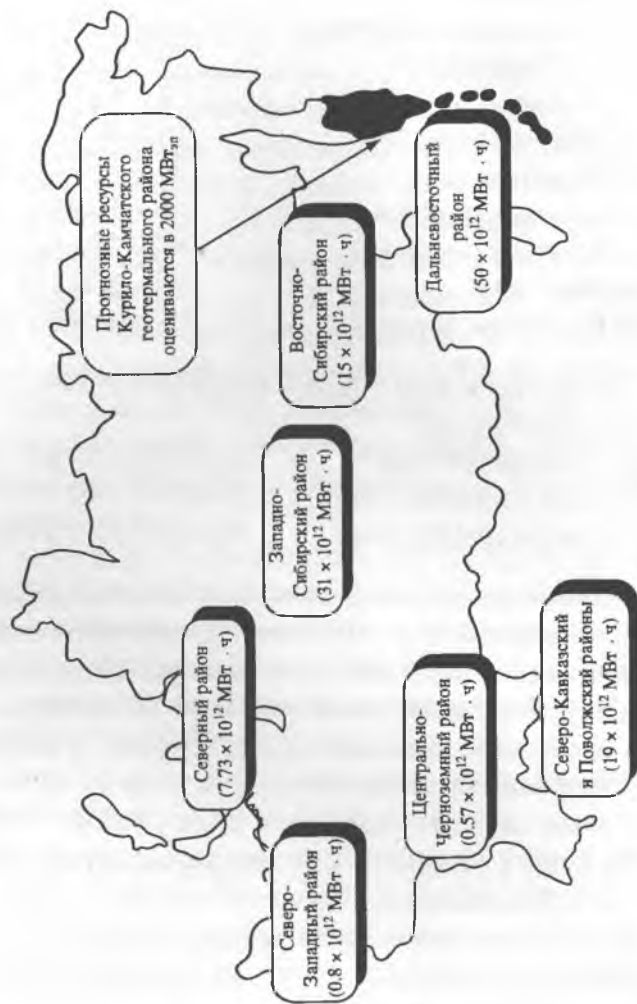 Прогнозные ресурсы
Курило-Камчатского
геотермального района
оцениваются в 2000 МВтэл
Северный район
(7.73 × 10¹² МВт · ч)
Северо-
Западный район
(0.8 × 10¹² МВт · ч)
Западно-
Сибирский район
(31 × 10¹² МВт · ч)
Восточно-
Сибирский район
(15 × 10¹² МВт · ч)
Дальневосточный
район
(50 × 10¹² МВт · ч)
Центрально-
Черноземный район
(0.57 × 10¹² МВт · ч)
Северо-Кавказский
и Поволжский районы
(19 × 10¹² МВт · ч)